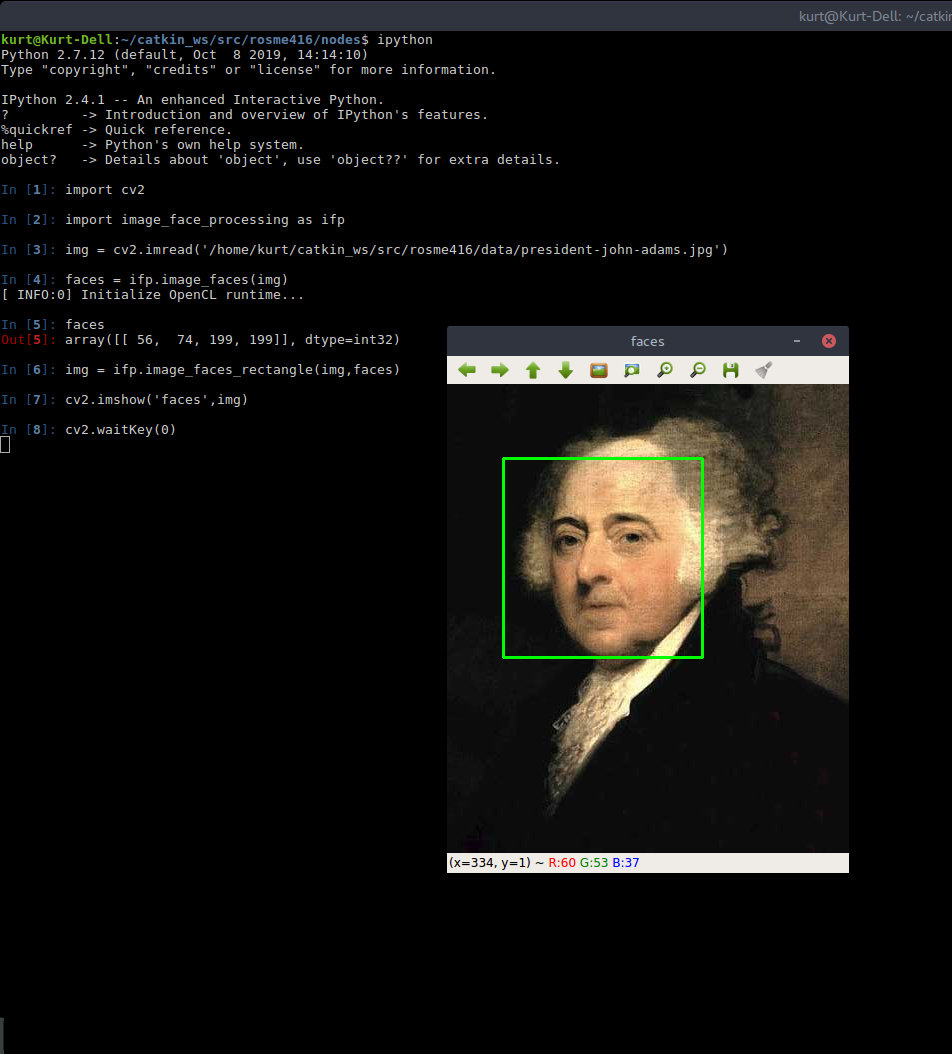 kurt@Kurt-Dell: ~/catkin
kurt@Kurt-Dell:~/catkin_ws/src/rosme416/nodes$ ipython
Python 2.7.12 (default, Oct  8 2019, 14:14:10)
Type "copyright", "credits" or "license" for more information.
IPython 2.4.1 -- An enhanced Interactive Python.
?         -> Introduction and overview of IPython's features.
%quickref -> Quick reference.
help      -> Python's own help system.
object?   -> Details about 'object', use 'object??' for extra details.
In [1]: import cv2
In [2]: import image_face_processing as ifp
In [3]: img = cv2.imread('/home/kurt/catkin_ws/src/rosme416/data/president-john-adams.jpg')
In [4]: faces = ifp.image_faces(img)
[ INFO:0] Initialize OpenCL runtime...
In [5]: faces
Out[5]: array([[ 56,  74, 199, 199]], dtype=int32)
In [6]: img = ifp.image_faces_rectangle(img,faces)
In [7]: cv2.imshow('faces',img)
In [8]: cv2.waitKey(0)
faces
(x=334, y=1) ~ R:60 G:53 B:37